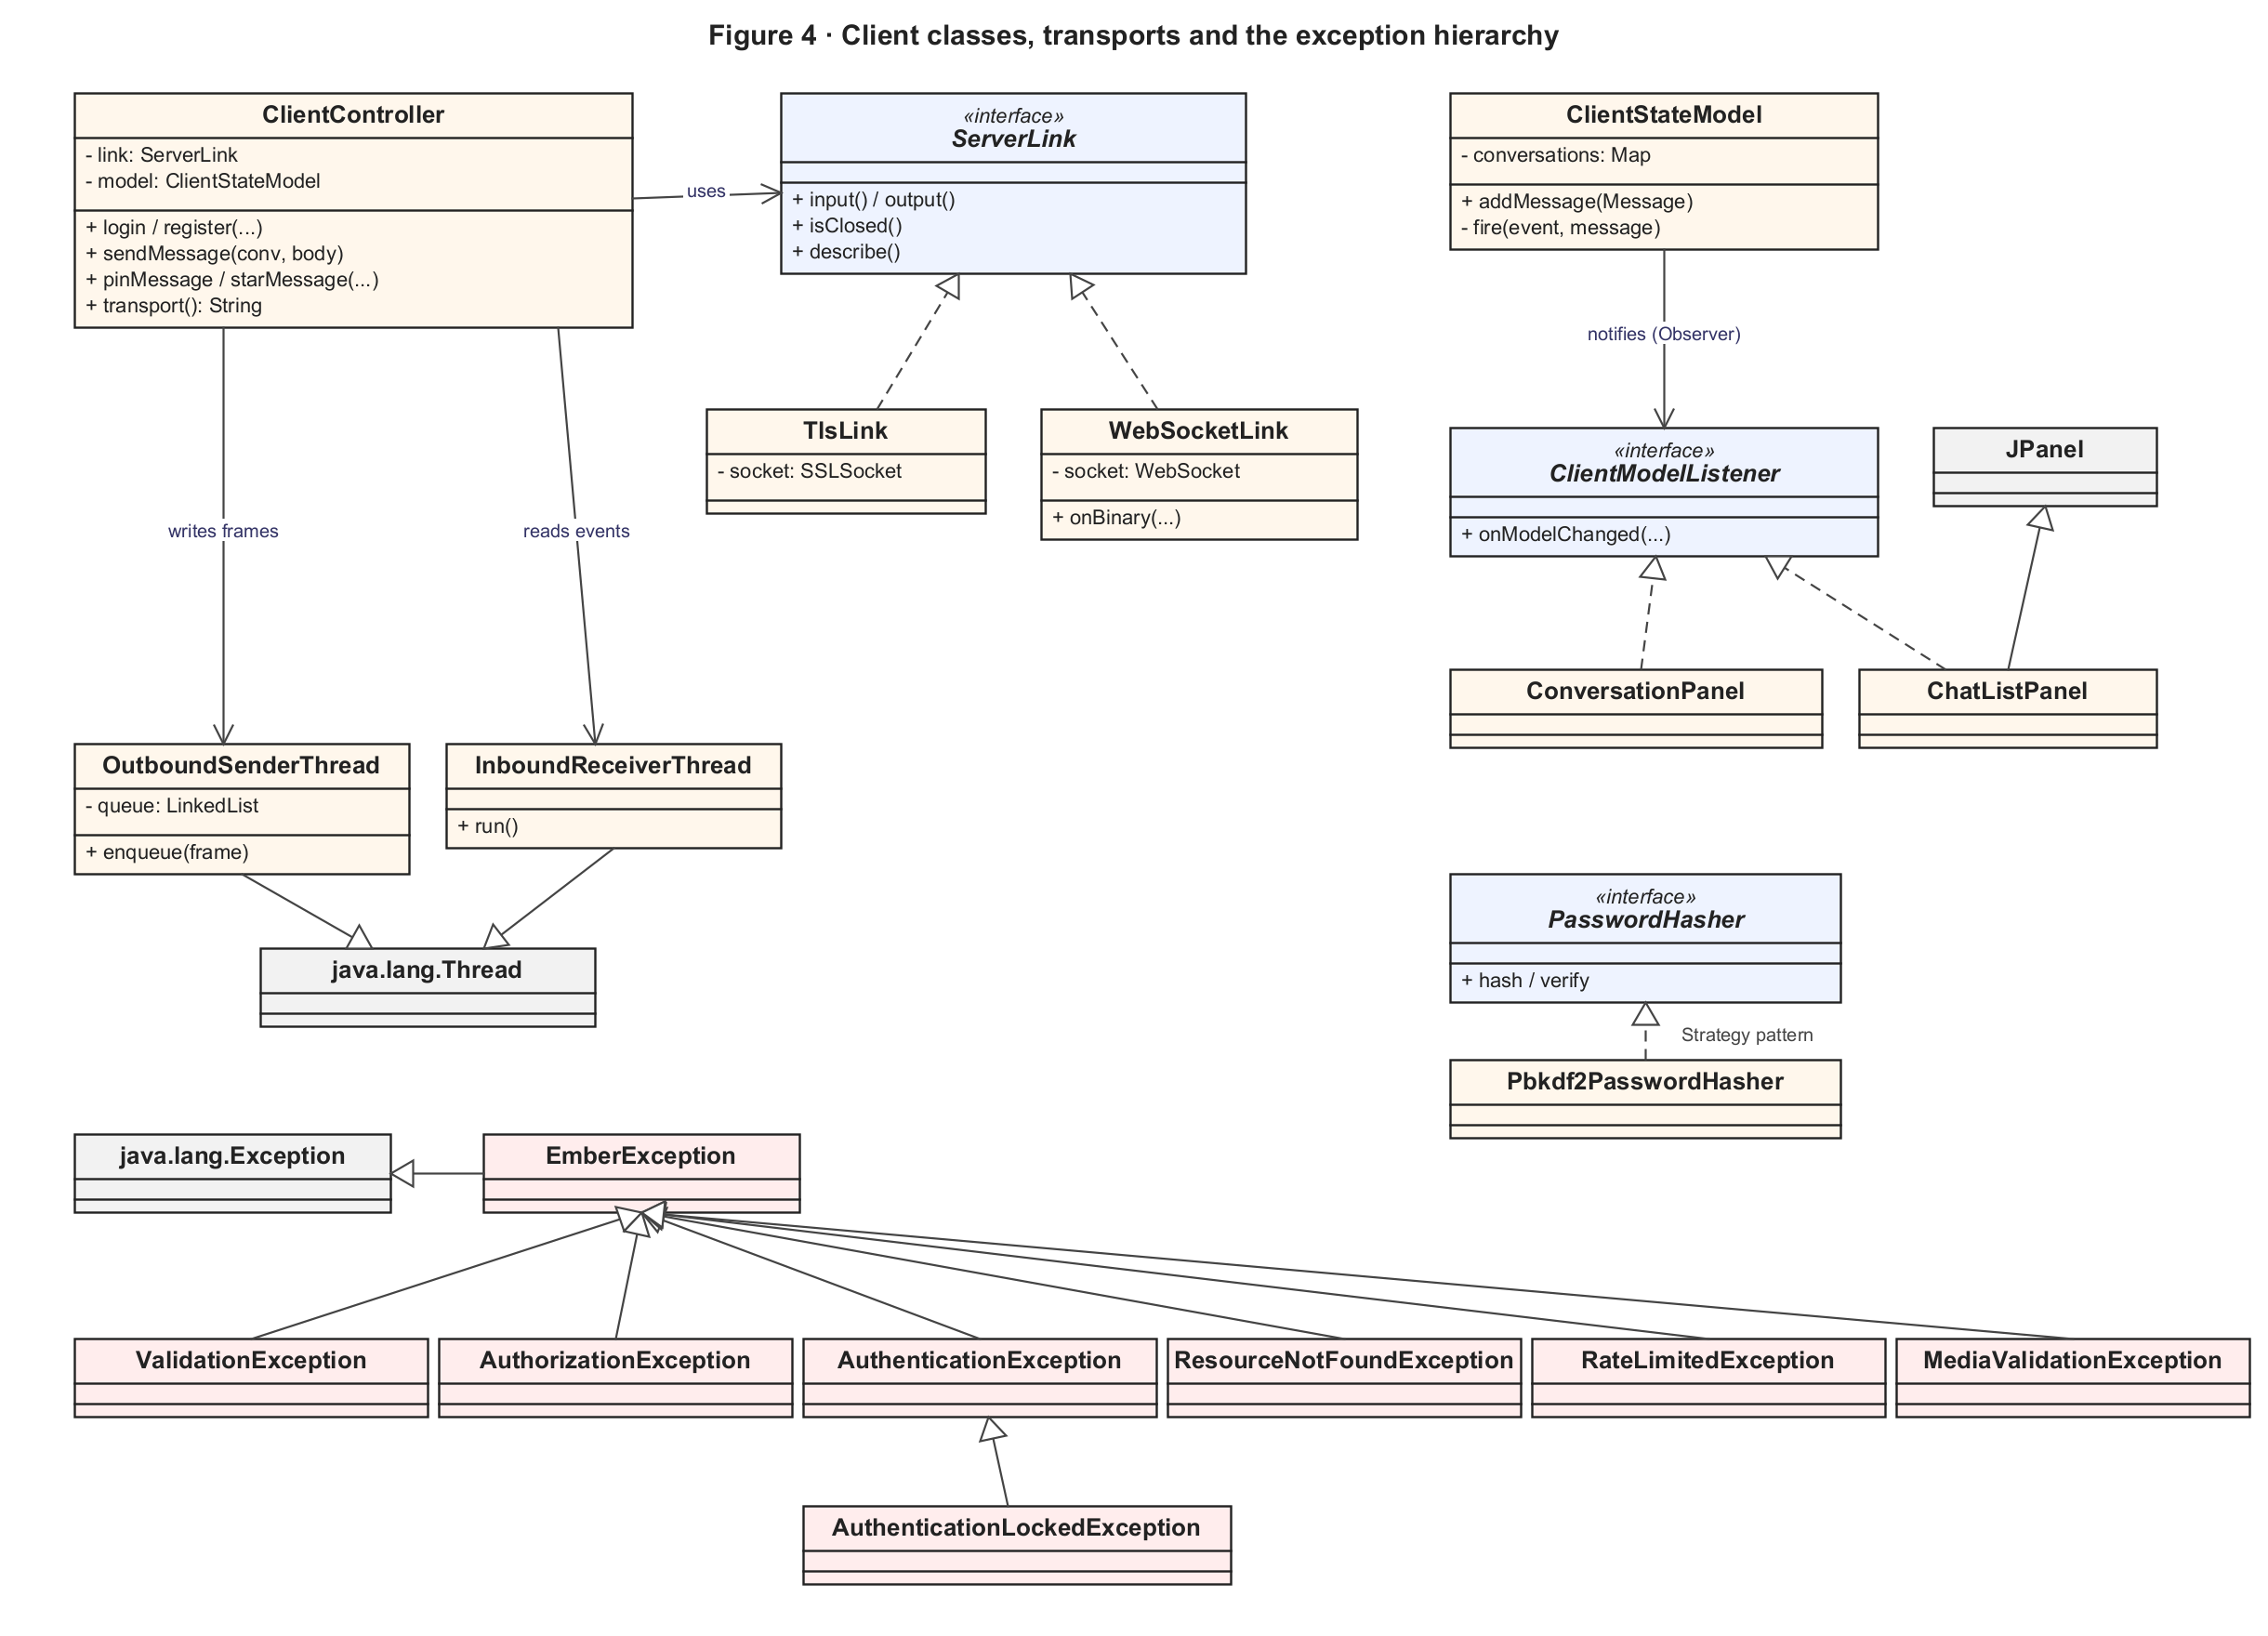 Figure 4 · Client classes, transports and the exception hierarchy
ClientController
- link: ServerLink
- model: ClientStateModel
+ login / register(...)
+ sendMessage(conv, body)
+ pinMessage / starMessage(...)
+ transport(): String
uses
«interface»
ServerLink
+ input() / output()
+ isClosed()
+ describe()
ClientStateModel
- conversations: Map
+ addMessage(Message)
- fire(event, message)
notifies (Observer)
TlsLink
- socket: SSLSocket
WebSocketLink
- socket: WebSocket
+ onBinary(...)
«interface»
ClientModelListener
+ onModelChanged(...)
JPanel
writes frames
reads events
ConversationPanel
ChatListPanel
OutboundSenderThread
- queue: LinkedList
+ enqueue(frame)
InboundReceiverThread
+ run()
java.lang.Thread
«interface»
PasswordHasher
+ hash / verify
Strategy pattern
Pbkdf2PasswordHasher
java.lang.Exception
EmberException
ValidationException
AuthorizationException
AuthenticationException
ResourceNotFoundException
RateLimitedException
MediaValidationException
AuthenticationLockedException